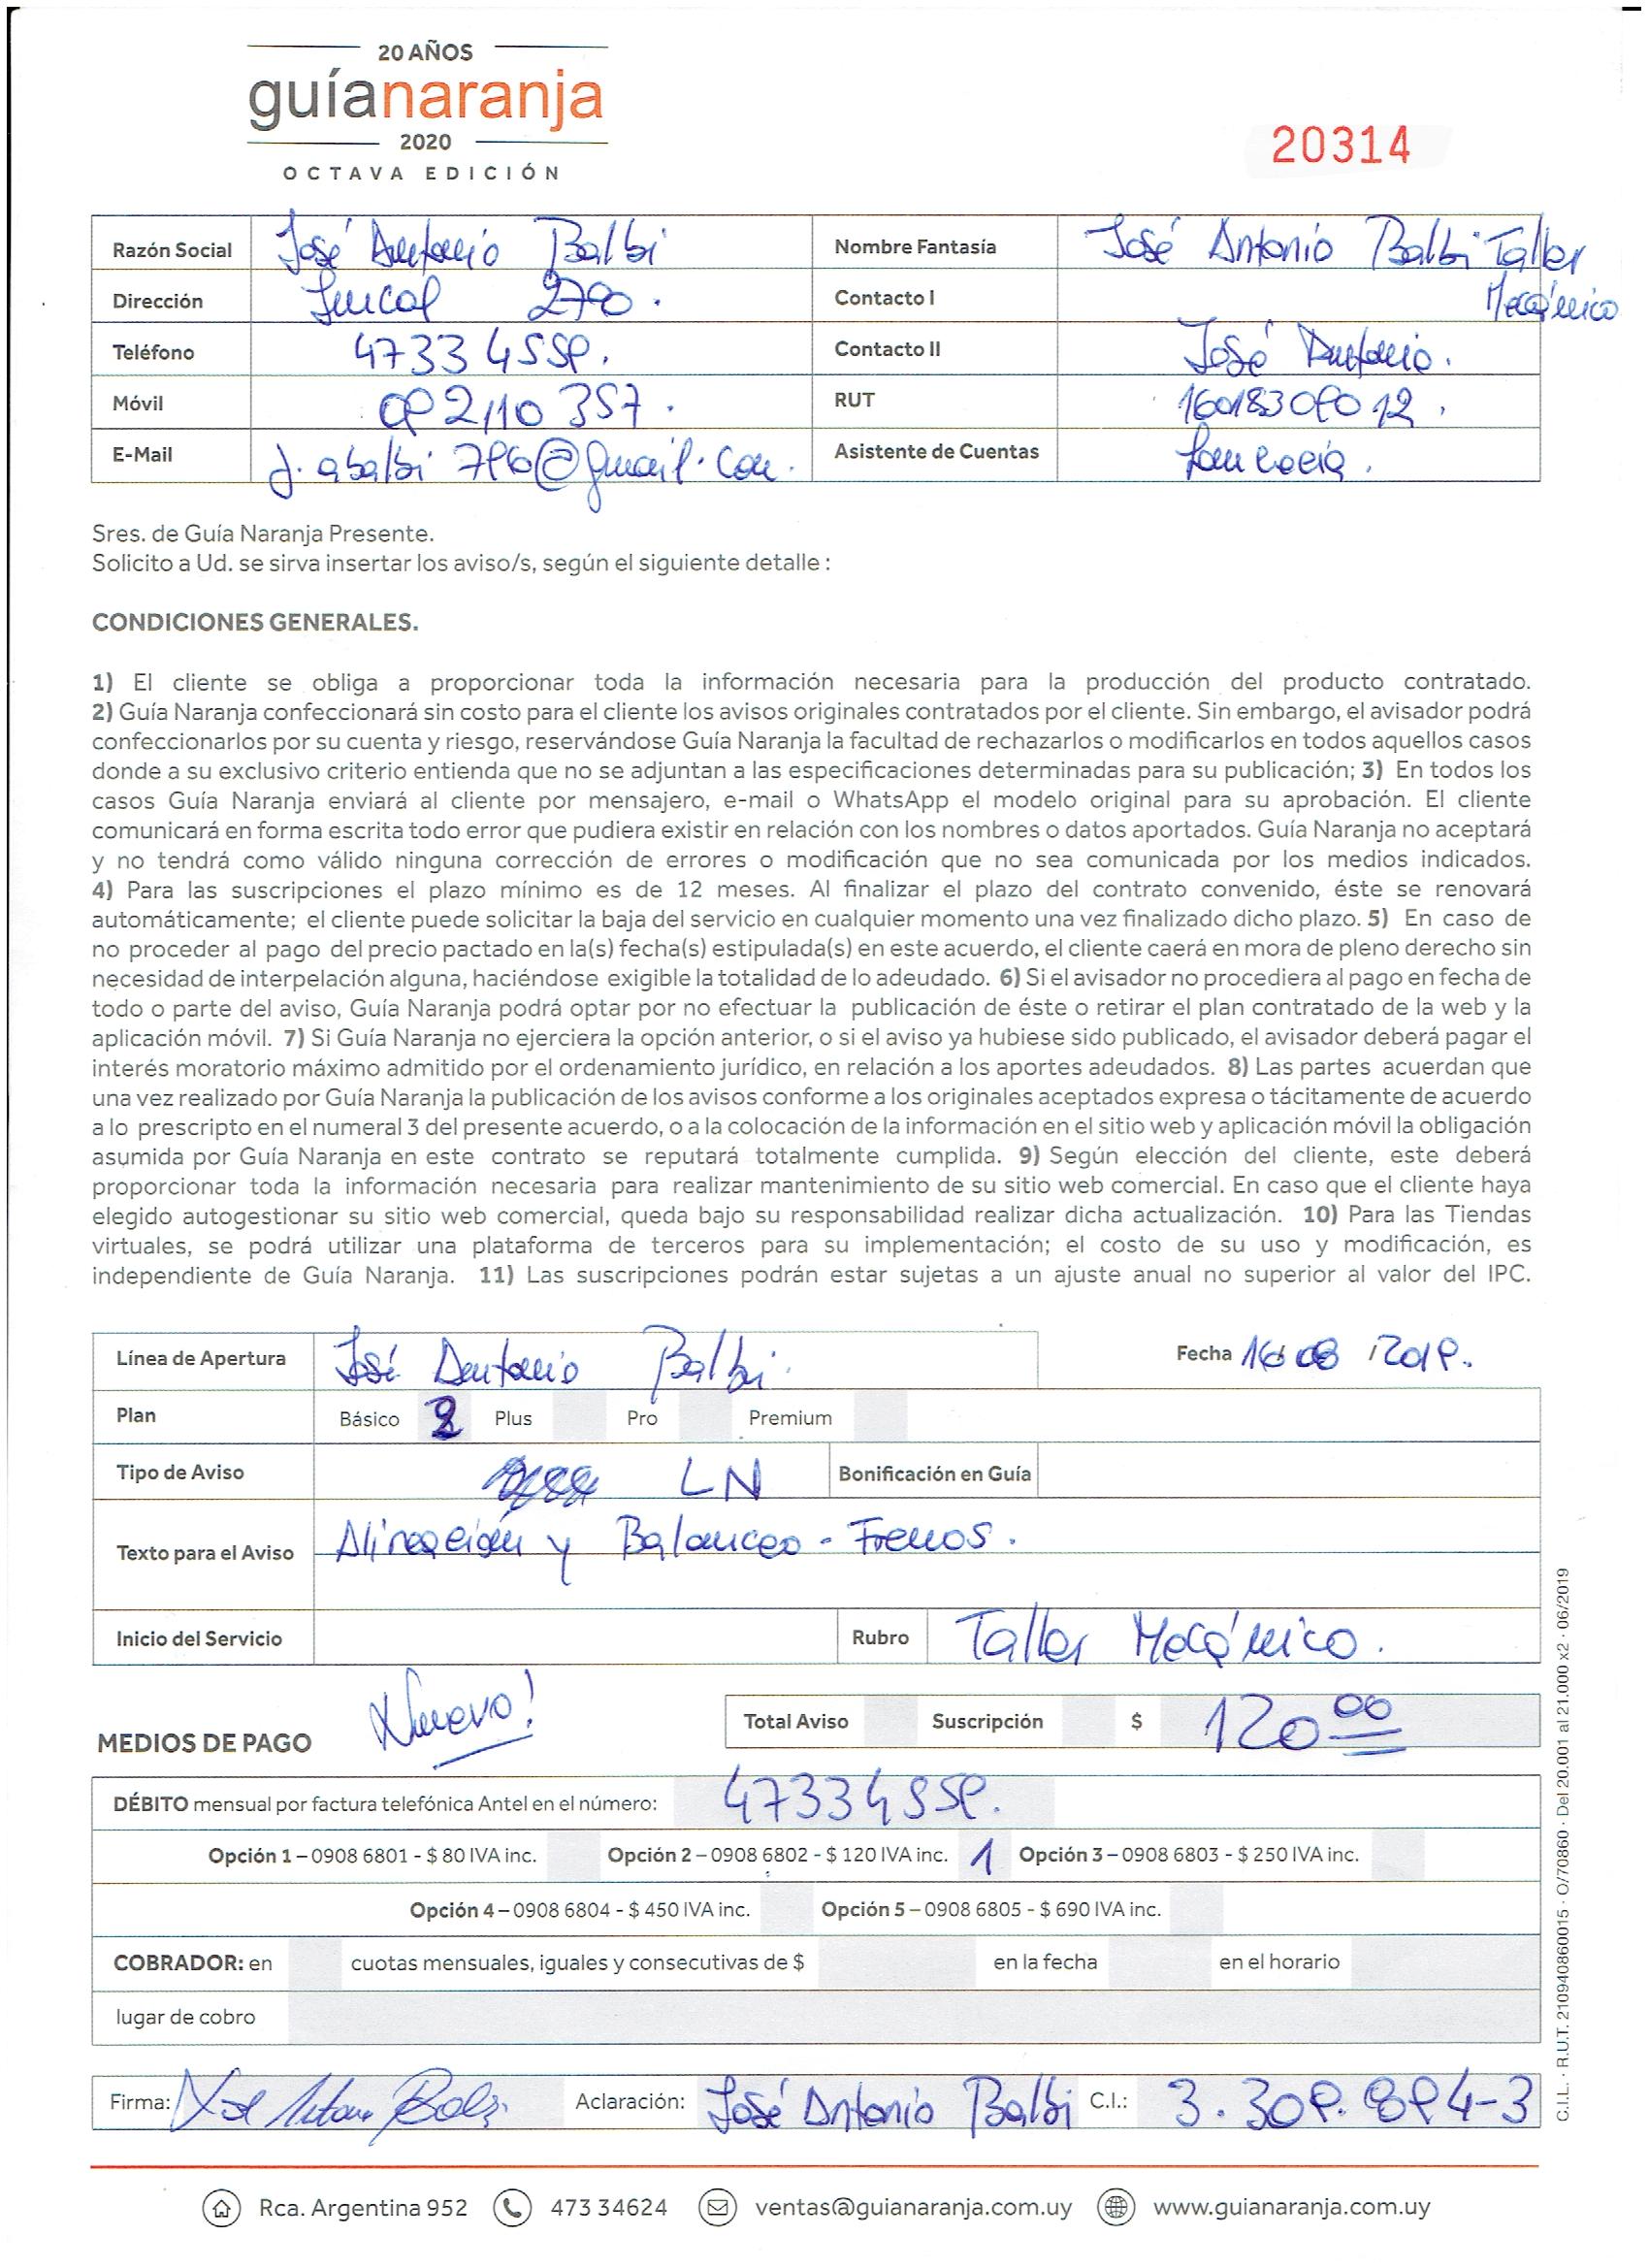 20 AÑOS
guíanaranja
2020
OCTAVA EDICIÓN
20314
Razón Social José Antonio Balbi Nombre Fantasía José Antonio Balbi Taller Mecánico
Dirección 2790. Contacto I
Teléfono 4733 4559. Contacto II José Antonio.
Móvil 092 110 357. RUT 160183090012.
E-Mail j.abalbi796@gmail.com. Asistente de Cuentas
Sres. de Guía Naranja Presente.
Solicito a Ud. se sirva insertar los aviso/s, según el siguiente detalle :
CONDICIONES GENERALES.
1) El cliente se obliga a proporcionar toda la información necesaria para la producción del producto contratado.
2) Guía Naranja confeccionará sin costo para el cliente los avisos originales contratados por el cliente. Sin embargo, el avisador podrá
confeccionarlos por su cuenta y riesgo, reservándose Guía Naranja la facultad de rechazarlos o modificarlos en todos aquellos casos
donde a su exclusivo criterio entienda que no se adjuntan a las especificaciones determinadas para su publicación; 3) En todos los
casos Guía Naranja enviará al cliente por mensajero, e-mail o WhatsApp el modelo original para su aprobación. El cliente
comunicará en forma escrita todo error que pudiera existir en relación con los nombres o datos aportados. Guía Naranja no aceptará
y no tendrá como válido ninguna corrección de errores o modificación que no sea comunicada por los medios indicados.
4) Para las suscripciones el plazo mínimo es de 12 meses. Al finalizar el plazo del contrato convenido, éste se renovará
automáticamente; el cliente puede solicitar la baja del servicio en cualquier momento una vez finalizado dicho plazo. 5) En caso de
no proceder al pago del precio pactado en la(s) fecha(s) estipulada(s) en este acuerdo, el cliente caerá en mora de pleno derecho sin
necesidad de interpelación alguna, haciéndose exigible la totalidad de lo adeudado. 6) Si el avisador no procediera al pago en fecha de
todo o parte del aviso, Guía Naranja podrá optar por no efectuar la publicación de éste o retirar el plan contratado de la web y la
aplicación móvil. 7) Si Guía Naranja no ejerciera la opción anterior, o si el aviso ya hubiese sido publicado, el avisador deberá pagar el
interés moratorio máximo admitido por el ordenamiento jurídico, en relación a los aportes adeudados. 8) Las partes acuerdan que
una vez realizado por Guía Naranja la publicación de los avisos conforme a los originales aceptados expresa o tácitamente de acuerdo
a lo prescripto en el numeral 3 del presente acuerdo, o a la colocación de la información en el sitio web y aplicación móvil la obligación
asumida por Guía Naranja en este contrato se reputará totalmente cumplida. 9) Según elección del cliente, este deberá
proporcionar toda la información necesaria para realizar mantenimiento de su sitio web comercial. En caso que el cliente haya
elegido autogestionar su sitio web comercial, queda bajo su responsabilidad realizar dicha actualización. 10) Para las Tiendas
virtuales, se podrá utilizar una plataforma de terceros para su implementación; el costo de su uso y modificación, es
independiente de Guía Naranja. 11) Las suscripciones podrán estar sujetas a un ajuste anual no superior al valor del IPC.
Línea de Apertura José Antonio Balbi. Fecha 16 08 2019.
Plan Básico 2 Plus Pro Premium
Tipo de Aviso LN Bonificación en Guía
Texto para el Aviso Alineación y Balanceo - Frenos.
Inicio del Servicio Rubro Taller Mecánico.
Nuevo!
Total Aviso Suscripción $ 120 00
MEDIOS DE PAGO
DÉBITO mensual por factura telefónica Antel en el número: 47334559.
Opción 1 – 0908 6801 - $ 80 IVA inc. Opción 2 – 0908 6802 - $ 120 IVA inc. 1 Opción 3 – 0908 6803 - $ 250 IVA inc.
Opción 4 – 0908 6804 - $ 450 IVA inc. Opción 5 – 0908 6805 - $ 690 IVA inc.
COBRADOR: en cuotas mensuales, iguales y consecutivas de $ en la fecha en el horario
lugar de cobro
Firma: José Antonio Balbi Aclaración: José Antonio Balbi C.I.: 3.309.894-3
C.I.L. · R.U.T. 210940860015 · O/70860 · Del 20.001 al 21.000 x2 · 06/2019
Rca. Argentina 952 473 34624 ventas@guianaranja.com.uy www.guianaranja.com.uy